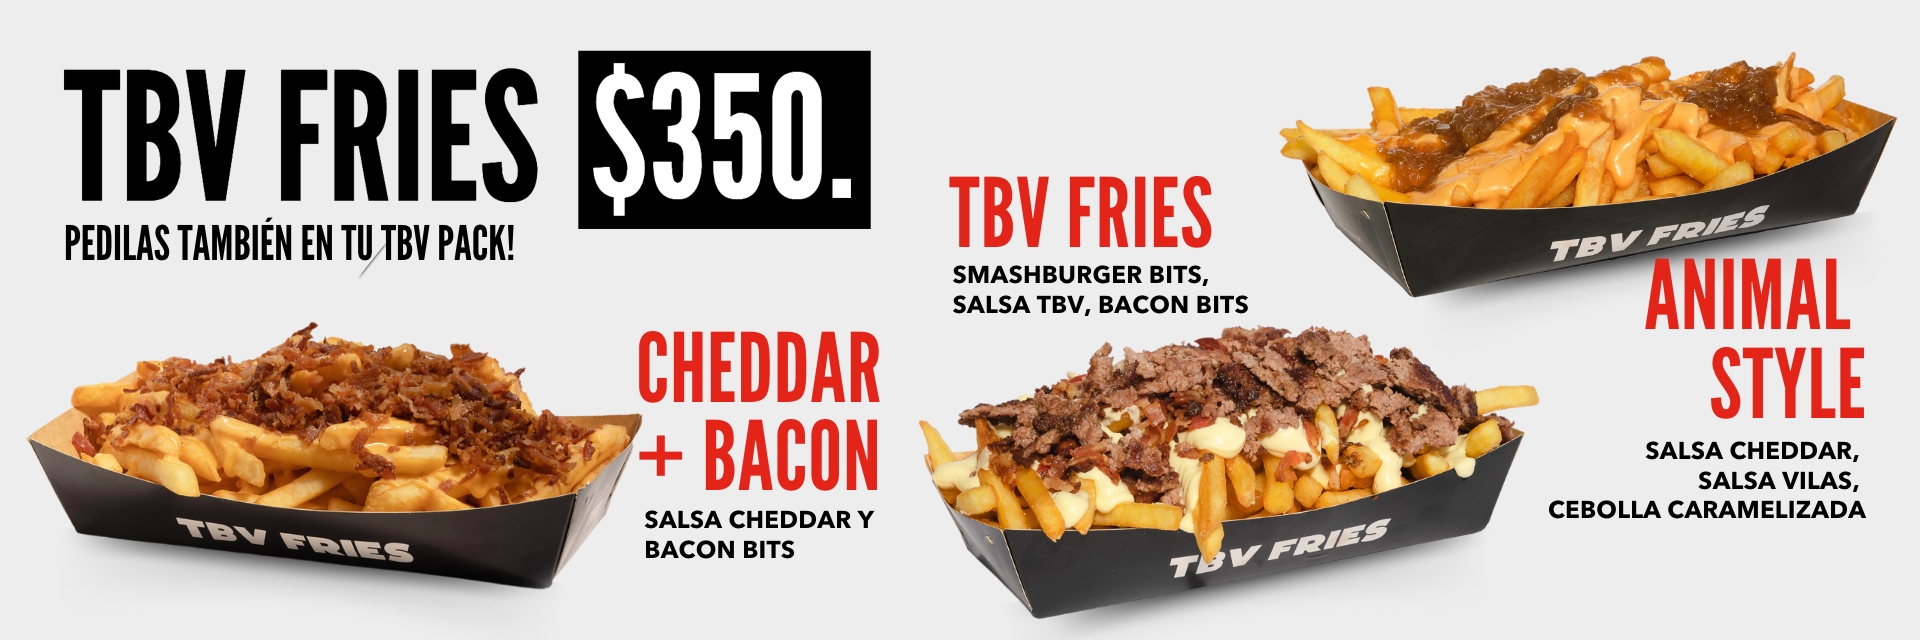 TBV FRIES $350.
PEDILAS TAMBIÉN EN TU TBV PACK!
CHEDDAR
+ BACON
SALSA CHEDDAR Y
BACON BITS
TBV FRIES
TBV FRIES
SMASHBURGER BITS,
SALSA TBV, BACON BITS
TBV FRIES
TBV FRIES
ANIMAL
STYLE
SALSA CHEDDAR,
SALSA VILAS,
CEBOLLA CARAMELIZADA